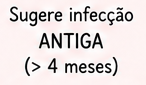 Sugere infecção
ANTIGA
(> 4 meses)